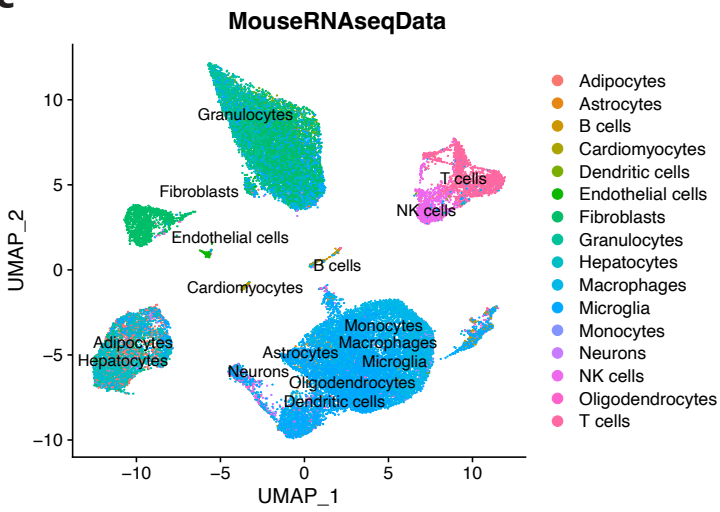 MouseRNAseqData
10
5
0
−5
−10
UMAP_2
−10
−5
0
5
10
UMAP_1
Granulocytes
T cells
Fibroblasts
NK cells
Endothelial cells
B cells
Cardiomyocytes
Monocytes
Adipocytes
Macrophages
Astrocytes
Hepatocytes
Microglia
Neurons
Oligodendrocytes
Dendritic cells
Adipocytes
Astrocytes
B cells
Cardiomyocytes
Dendritic cells
Endothelial cells
Fibroblasts
Granulocytes
Hepatocytes
Macrophages
Microglia
Monocytes
Neurons
NK cells
Oligodendrocytes
T cells